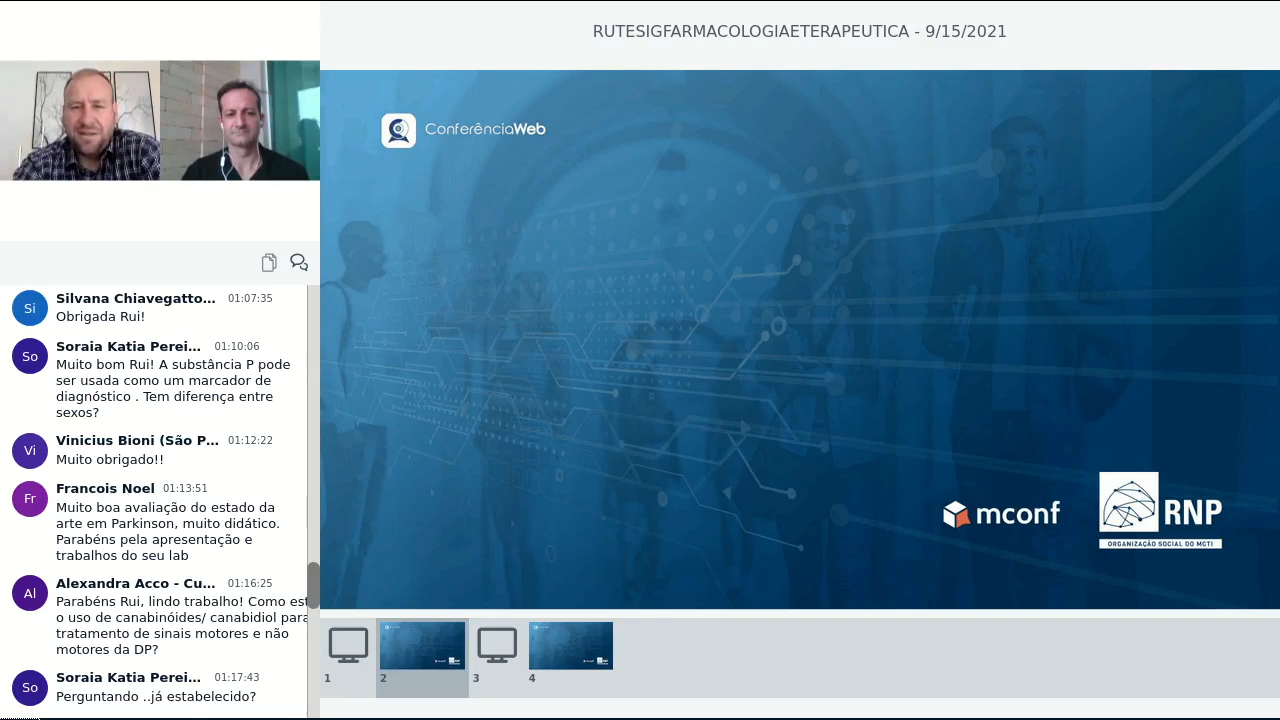 RUTESIGFARMACOLOGIAETERAPEUTICA - 9/15/2021
ConferênciaWeb
Si
Silvana Chiavegatto... 01:07:35
Obrigada Rui!
So
Soraia Katia Perei... 01:10:06
Muito bom Rui! A substância P pode
ser usada como um marcador de
diagnóstico . Tem diferença entre
sexos?
Vi
Vinicius Bioni (São P... 01:12:22
Muito obrigado!!
Fr
Francois Noel 01:13:51
Muito boa avaliação do estado da
arte em Parkinson, muito didático.
Parabéns pela apresentação e
trabalhos do seu lab
Al
Alexandra Acco - Cu... 01:16:25
Parabéns Rui, lindo trabalho! Como est
o uso de canabinóides/ canabidiol para
tratamento de sinais motores e não
motores da DP?
So
Soraia Katia Perei... 01:17:43
Perguntando ..já estabelecido?
mconf
RNP
ORGANIZAÇÃO SOCIAL DO MCTI
1
2
3
4